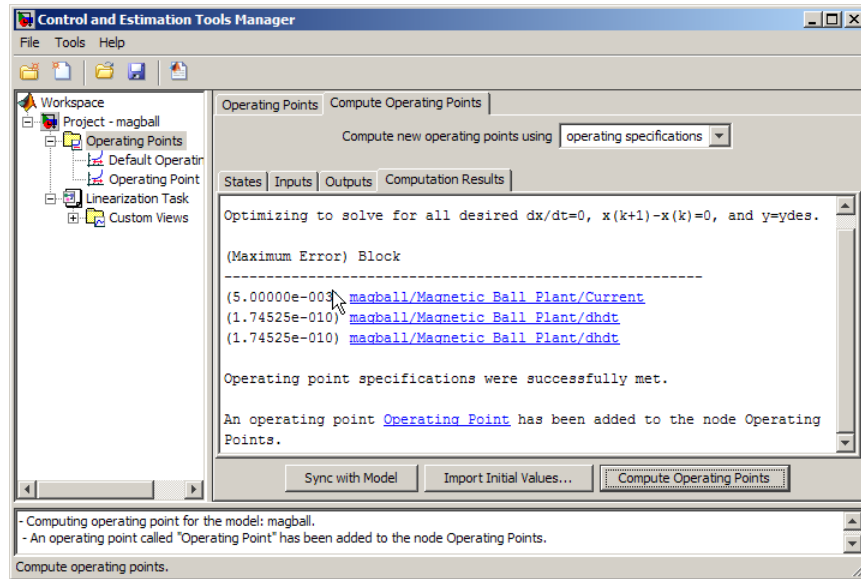 Control and Estimation Tools Manager
File Tools Help
Workspace
Project - magball
Operating Points
Default Operatin
Operating Point
Linearization Task
Custom Views
Operating Points Compute Operating Points
Compute new operating points using operating specifications
States Inputs Outputs Computation Results
Optimizing to solve for all desired dx/dt=0, x(k+1)-x(k)=0, and y=ydes.
(Maximum Error) Block
---------------------------------------------------------
(5.00000e-003) magball/Magnetic Ball Plant/Current
(1.74525e-010) magball/Magnetic Ball Plant/dhdt
(1.74525e-010) magball/Magnetic Ball Plant/dhdt
Operating point specifications were successfully met.
An operating point Operating Point has been added to the node Operating
Points.
Sync with Model Import Initial Values... Compute Operating Points
- Computing operating point for the model: magball.
- An operating point called "Operating Point" has been added to the node Operating Points.
Compute operating points.